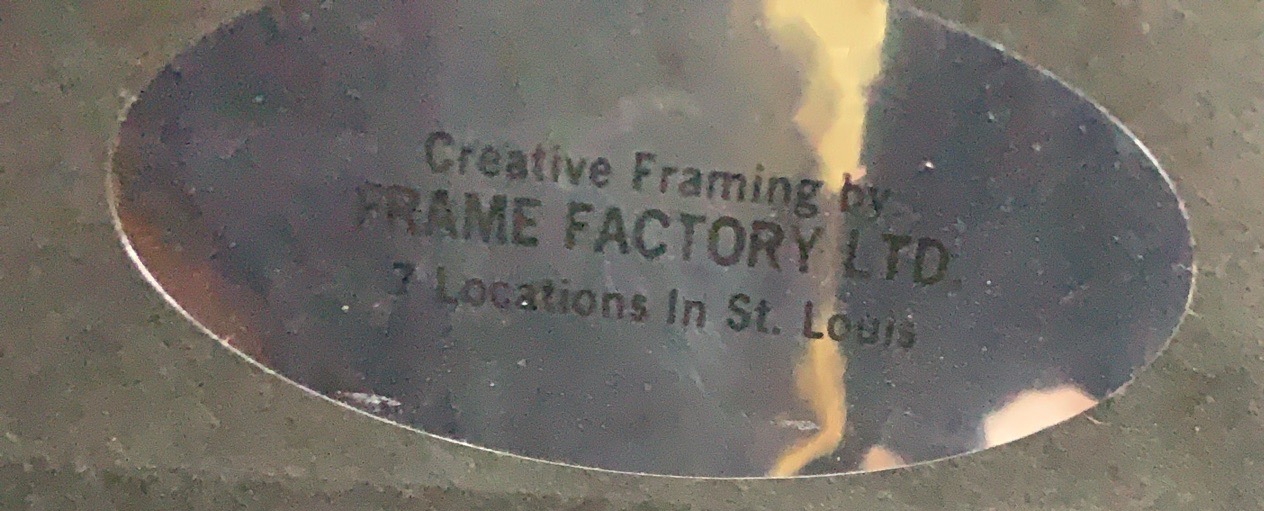 Creative Framing by
FRAME FACTORY LTD.
7 Locations In St. Louis